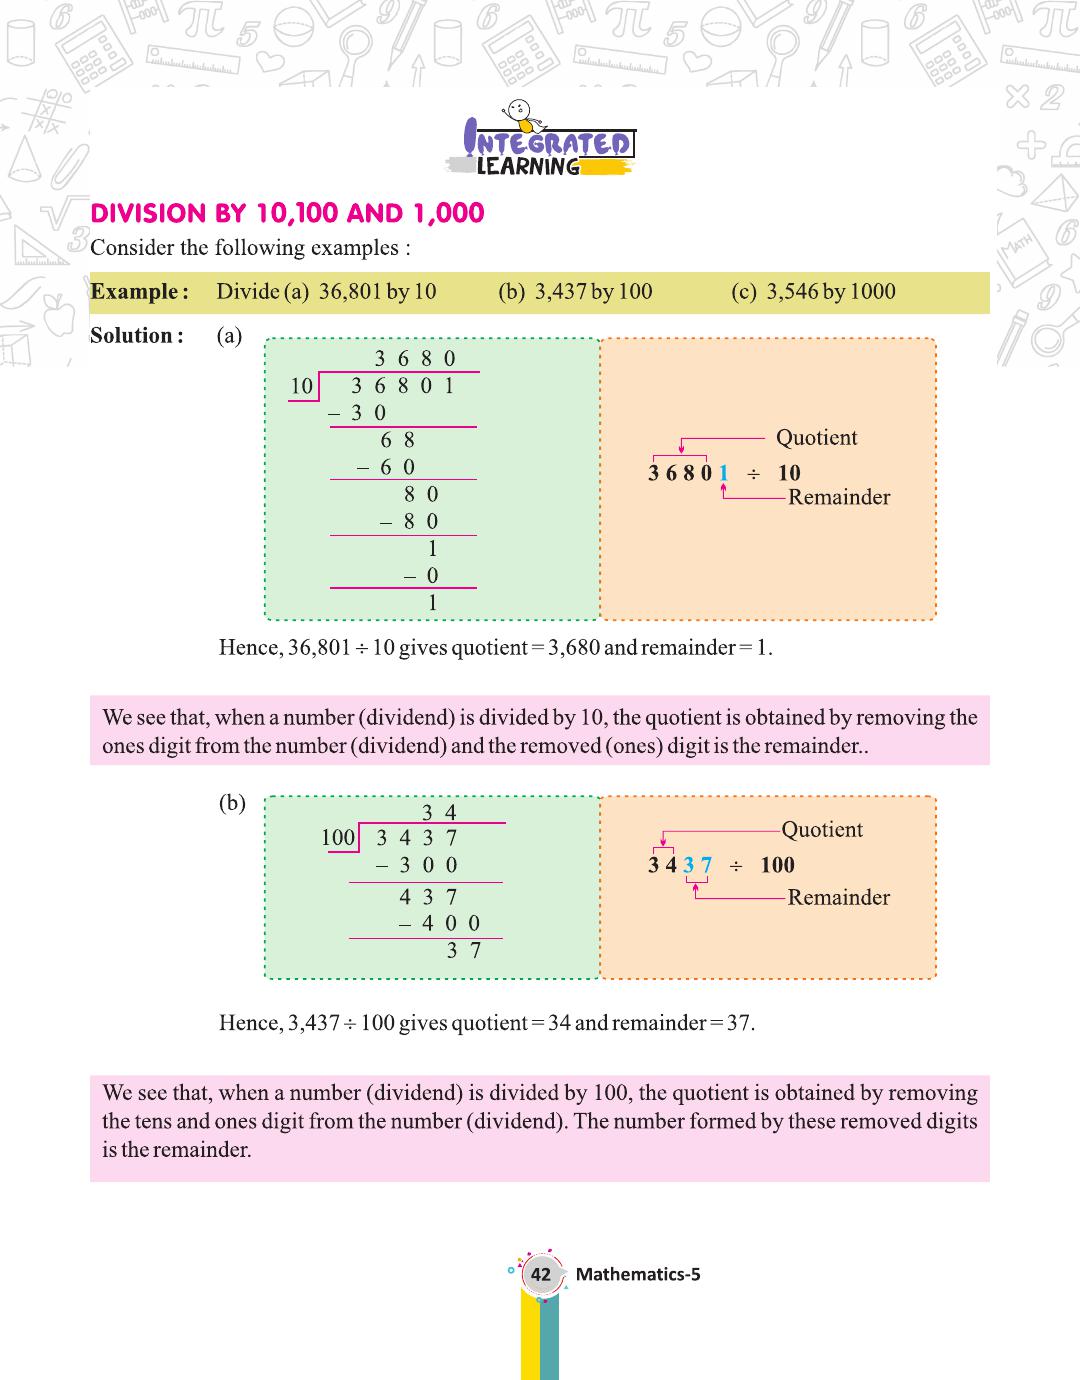 INTEGRATED
LEARNING
DIVISION BY 10,100 AND 1,000
Consider the following examples :
Example : Divide (a) 36,801 by 10 (b) 3,437 by 100 (c) 3,546 by 1000
Solution : (a)
3 6 8 0
10 3 6 8 0 1
– 3 0
6 8
– 6 0
8 0
– 8 0
1
– 0
1
Quotient
3 6 8 0 1 ÷ 10
Remainder
Hence, 36,801 ÷ 10 gives quotient = 3,680 and remainder = 1.
We see that, when a number (dividend) is divided by 10, the quotient is obtained by removing the
ones digit from the number (dividend) and the removed (ones) digit is the remainder..
(b)
3 4
100 3 4 3 7
– 3 0 0
4 3 7
– 4 0 0
3 7
Quotient
3 4 3 7 ÷ 100
Remainder
Hence, 3,437 ÷ 100 gives quotient = 34 and remainder = 37.
We see that, when a number (dividend) is divided by 100, the quotient is obtained by removing
the tens and ones digit from the number (dividend). The number formed by these removed digits
is the remainder.
42 Mathematics-5